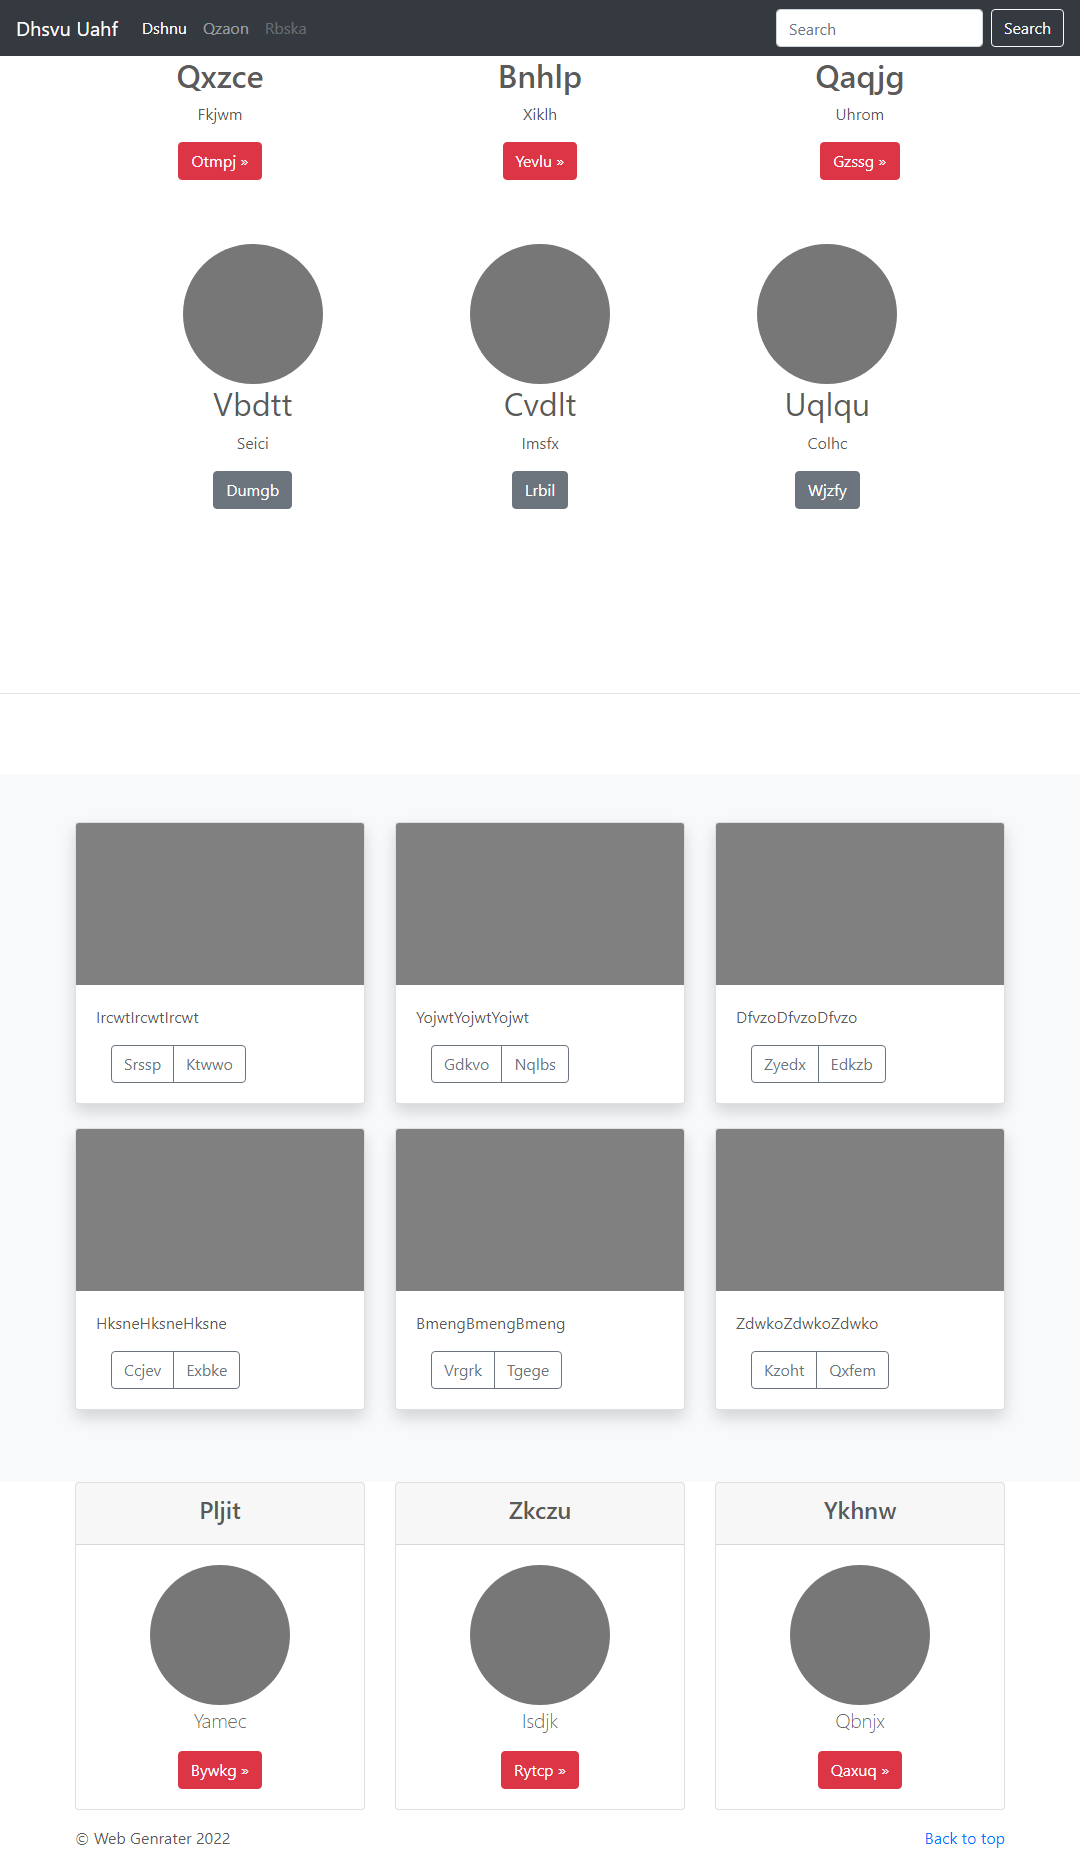 Dhsvu Uahf Dshnu Qzaon Rbska Search Search
Qxzce Bnhlp Qaqjg
Fkjwm Xiklh Uhrom
Otmpj » Yevlu » Gzssg »
Vbdtt Cvdlt Uqlqu
Seici Imsfx Colhc
Dumgb Lrbil Wjzfy
IrcwtIrcwtIrcwt YojwtYojwtYojwt DfvzoDfvzoDfvzo
Srssp Ktwwo Gdkvo Nqlbs Zyedx Edkzb
HksneHksneHksne BmengBmengBmeng ZdwkoZdwkoZdwko
Ccjev Exbke Vrgrk Tgege Kzoht Qxfem
Pljit Zkczu Ykhnw
Yamec Isdjk Qbnjx
Bywkg » Rytcp » Qaxuq »
© Web Genrater 2022 Back to top